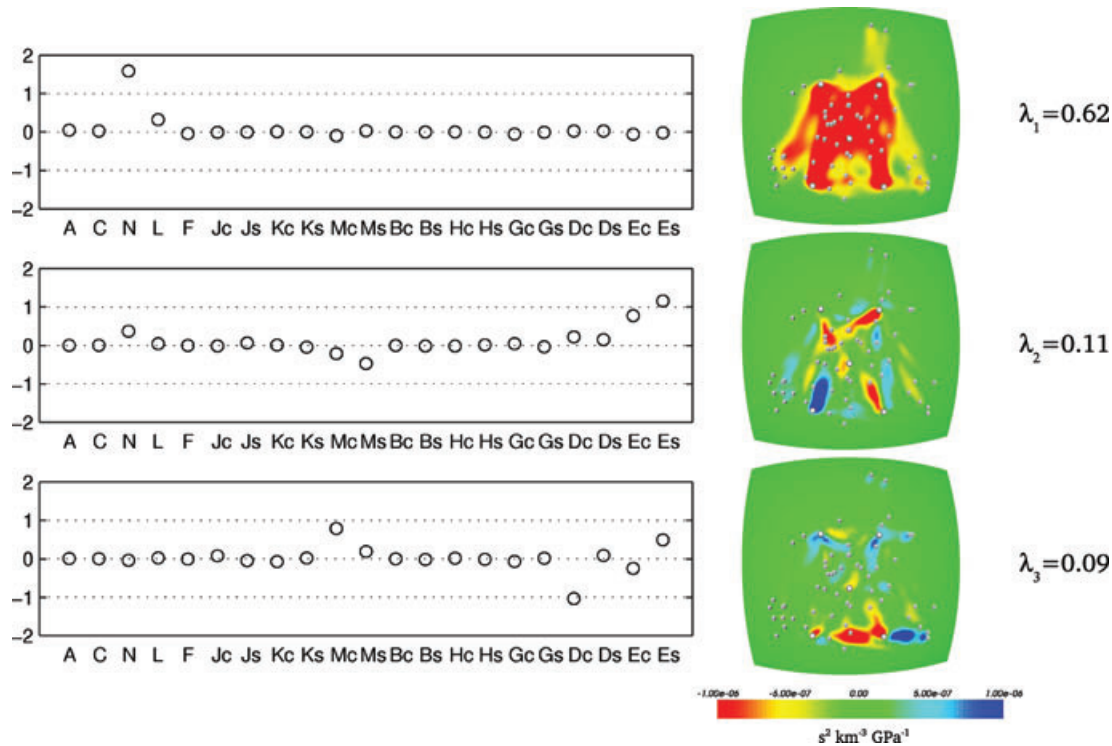 2
1
0
−1
−2
A C N L F Jc Js Kc Ks Mc Ms Bc Bs Hc Hs Gc Gs Dc Ds Ec Es
λ₁=0.62
2
1
0
−1
−2
A C N L F Jc Js Kc Ks Mc Ms Bc Bs Hc Hs Gc Gs Dc Ds Ec Es
λ₂=0.11
2
1
0
−1
−2
A C N L F Jc Js Kc Ks Mc Ms Bc Bs Hc Hs Gc Gs Dc Ds Ec Es
λ₃=0.09
-1.00e-06 -5.00e-07 0.00 5.00e-07 1.00e-06
s² km⁻³ GPa⁻¹